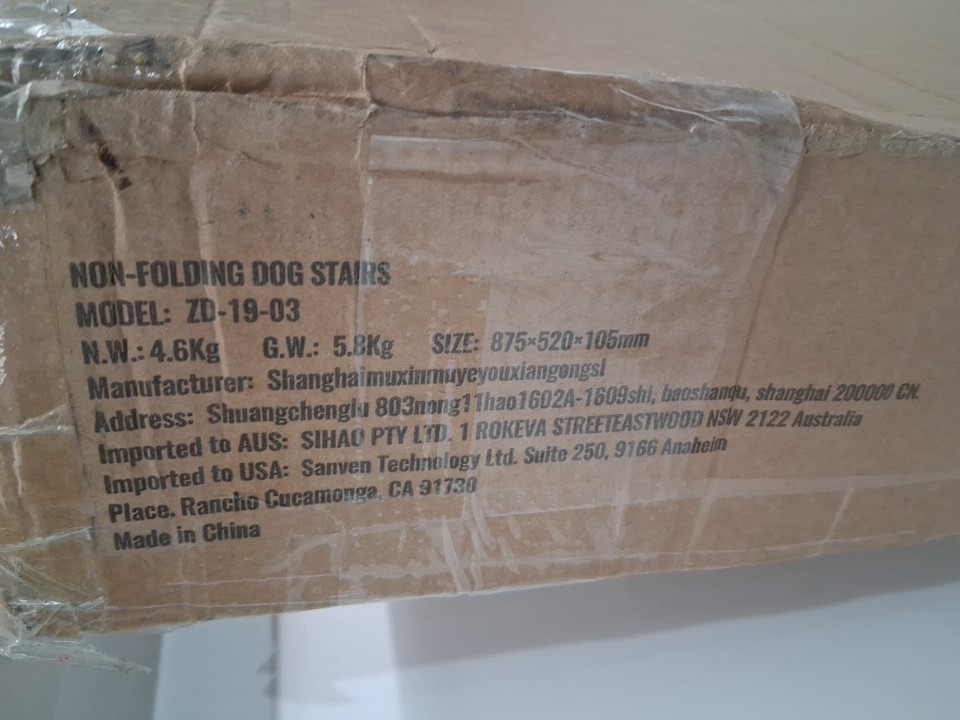 NON-FOLDING DOG STAIRS
MODEL: ZD-19-03
N.W.: 4.6Kg G.W.: 5.8Kg SIZE: 875×520×105mm
Manufacturer: Shanghaimuxinmuyeyouxiangongsi
Address: Shuangchenglu 803nong11hao1602A-1609shi, baoshanqu, shanghai 200000 CN.
Imported to AUS: SIHAO PTY LTD. 1 ROKEVA STREETEASTWOOD NSW 2122 Australia
Imported to USA: Sanven Technology Ltd. Suite 250, 9166 Anaheim
Place. Rancho Cucamonga, CA 91730
Made in China